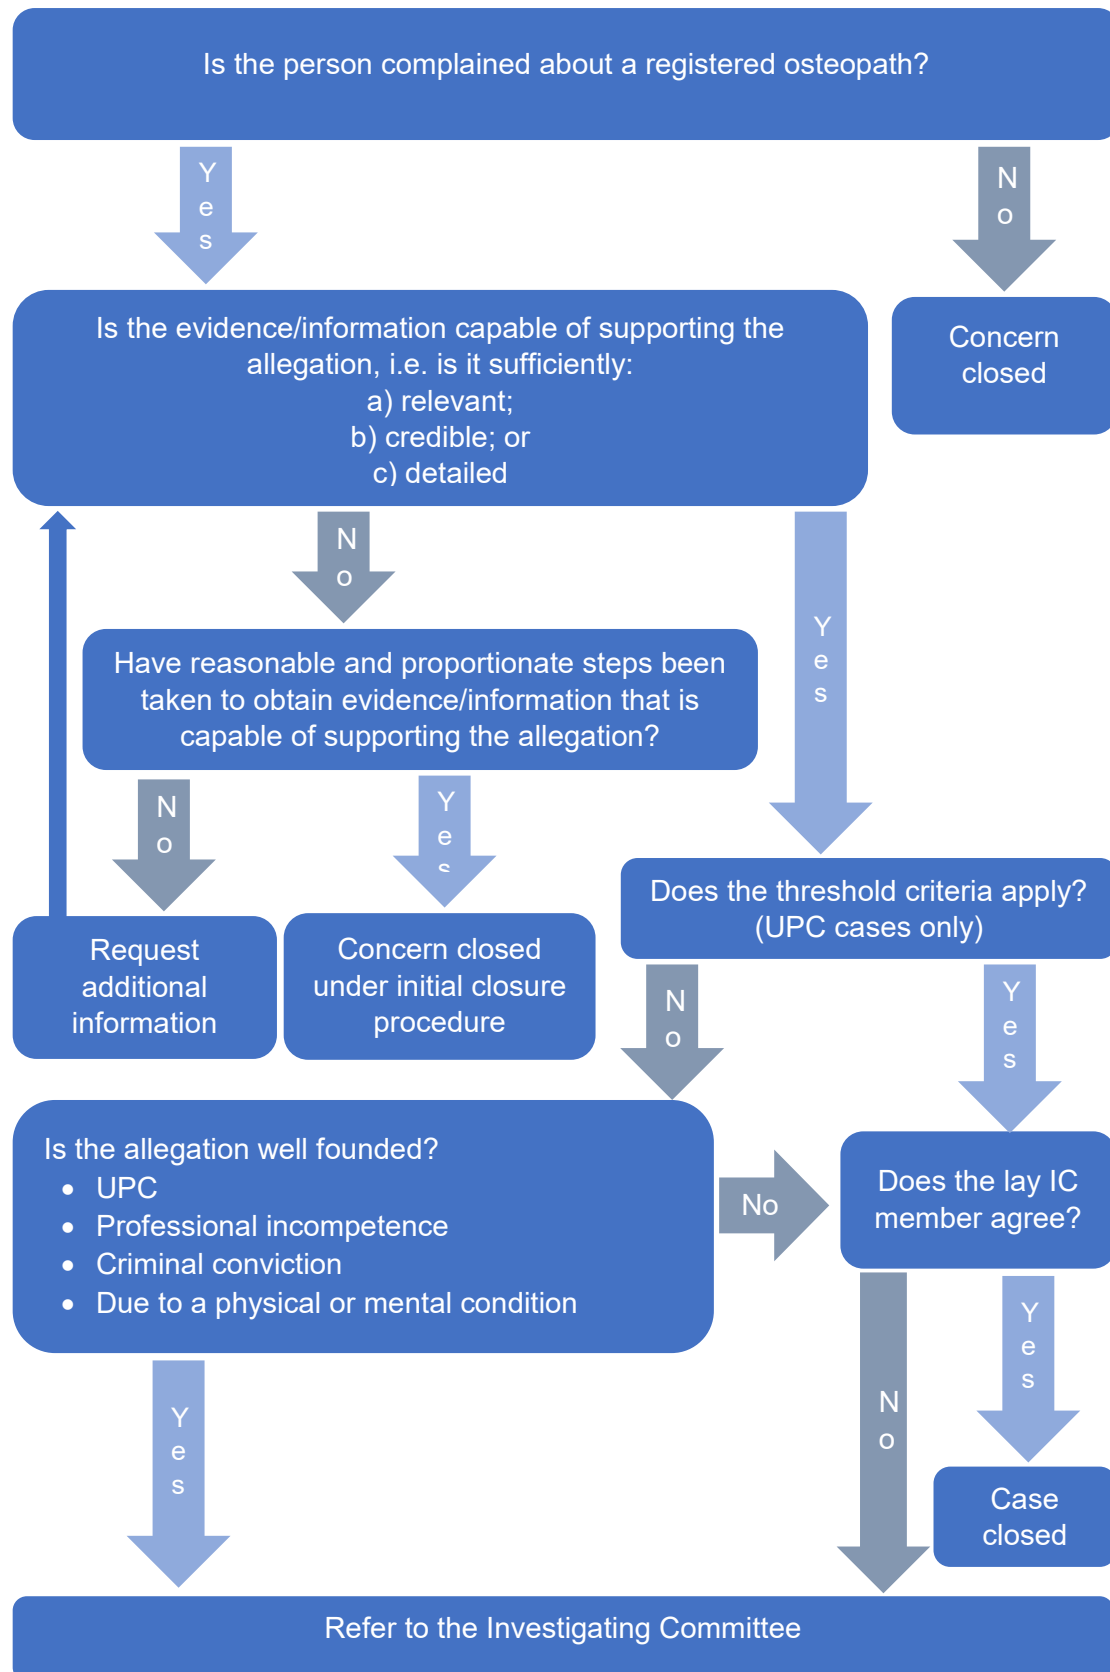 Is the person complained about a registered osteopath?
Yes
No
Is the evidence/information capable of supporting the
allegation, i.e. is it sufficiently:
a) relevant;
b) credible; or
c) detailed
Concern
closed
No
Yes
Have reasonable and proportionate steps been
taken to obtain evidence/information that is
capable of supporting the allegation?
No
Yes
Does the threshold criteria apply?
(UPC cases only)
Request
additional
information
Concern closed
under initial closure
procedure
No
Yes
Is the allegation well founded?
• UPC
• Professional incompetence
• Criminal conviction
• Due to a physical or mental condition
No
Does the lay IC
member agree?
Yes
No
Yes
Case
closed
Refer to the Investigating Committee